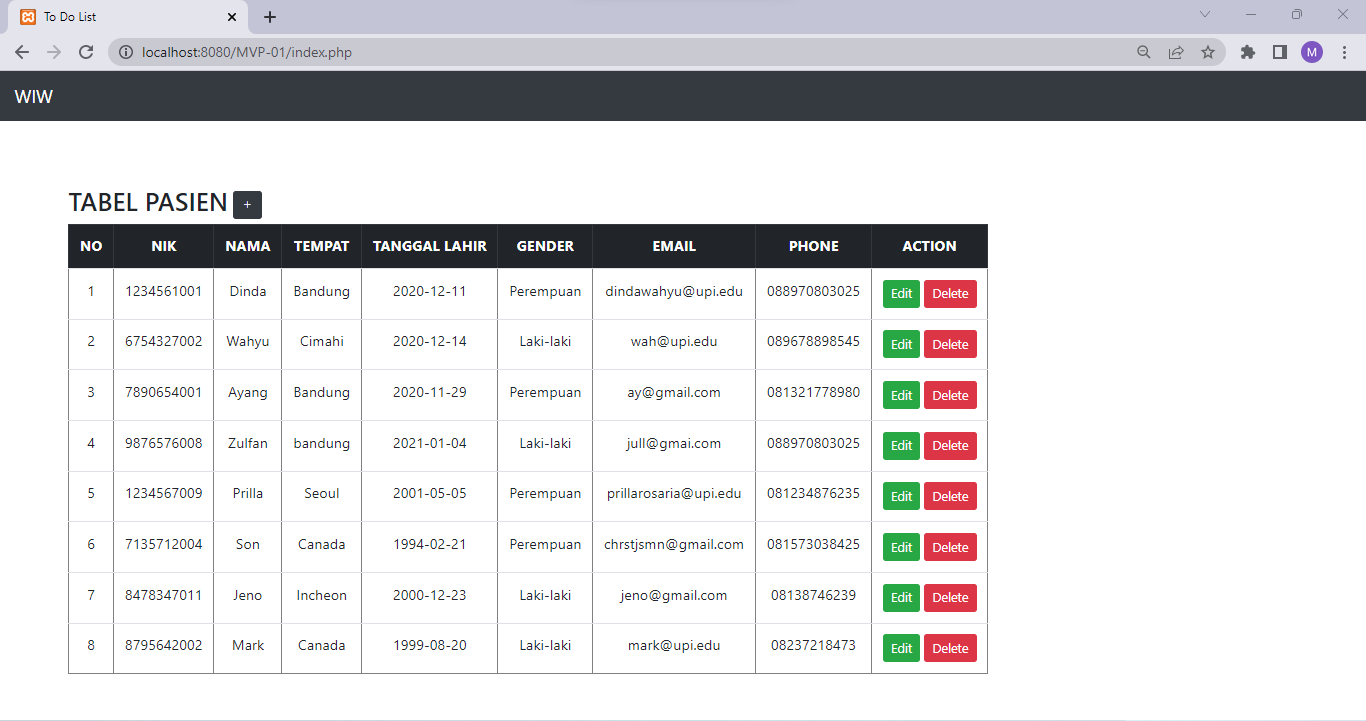 To Do List
localhost:8080/MVP-01/index.php
M
WIW
TABEL PASIEN +
NO NIK NAMA TEMPAT TANGGAL LAHIR GENDER EMAIL PHONE ACTION
1 1234561001 Dinda Bandung 2020-12-11 Perempuan dindawahyu@upi.edu 088970803025 Edit Delete
2 6754327002 Wahyu Cimahi 2020-12-14 Laki-laki wah@upi.edu 089678898545 Edit Delete
3 7890654001 Ayang Bandung 2020-11-29 Perempuan ay@gmail.com 081321778980 Edit Delete
4 9876576008 Zulfan bandung 2021-01-04 Laki-laki jull@gmai.com 088970803025 Edit Delete
5 1234567009 Prilla Seoul 2001-05-05 Perempuan prillarosaria@upi.edu 081234876235 Edit Delete
6 7135712004 Son Canada 1994-02-21 Perempuan chrstjsmn@gmail.com 081573038425 Edit Delete
7 8478347011 Jeno Incheon 2000-12-23 Laki-laki jeno@gmail.com 08138746239 Edit Delete
8 8795642002 Mark Canada 1999-08-20 Laki-laki mark@upi.edu 08237218473 Edit Delete